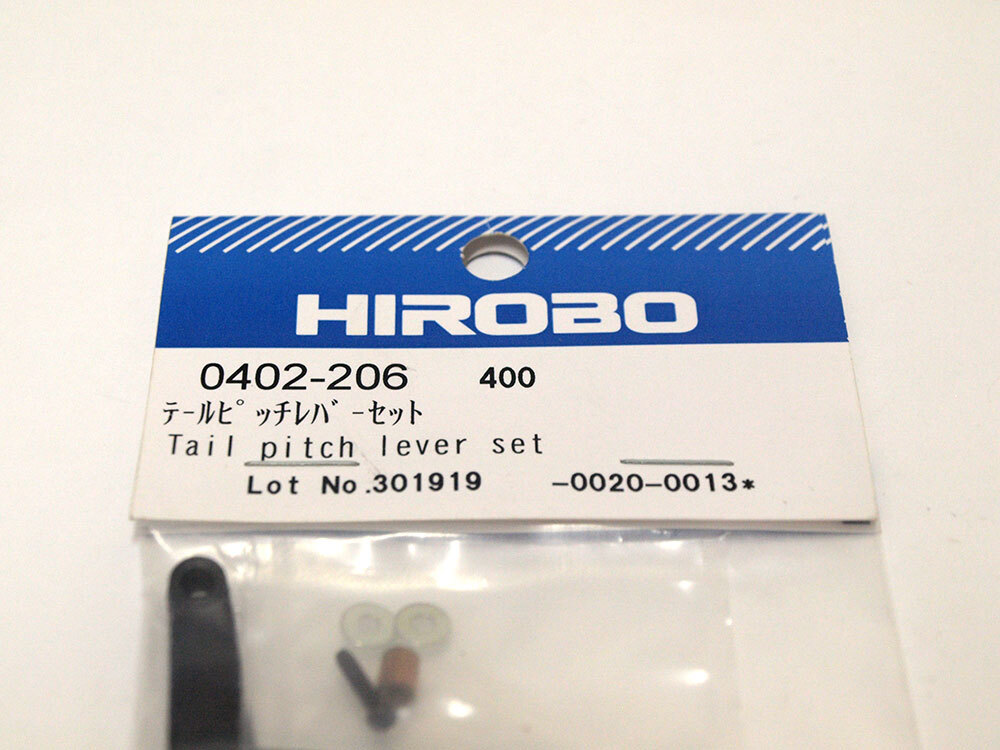 HIROBO
0402-206 400
テールピッチレバーセット
Tail pitch lever set
Lot No.301919 -0020-0013*